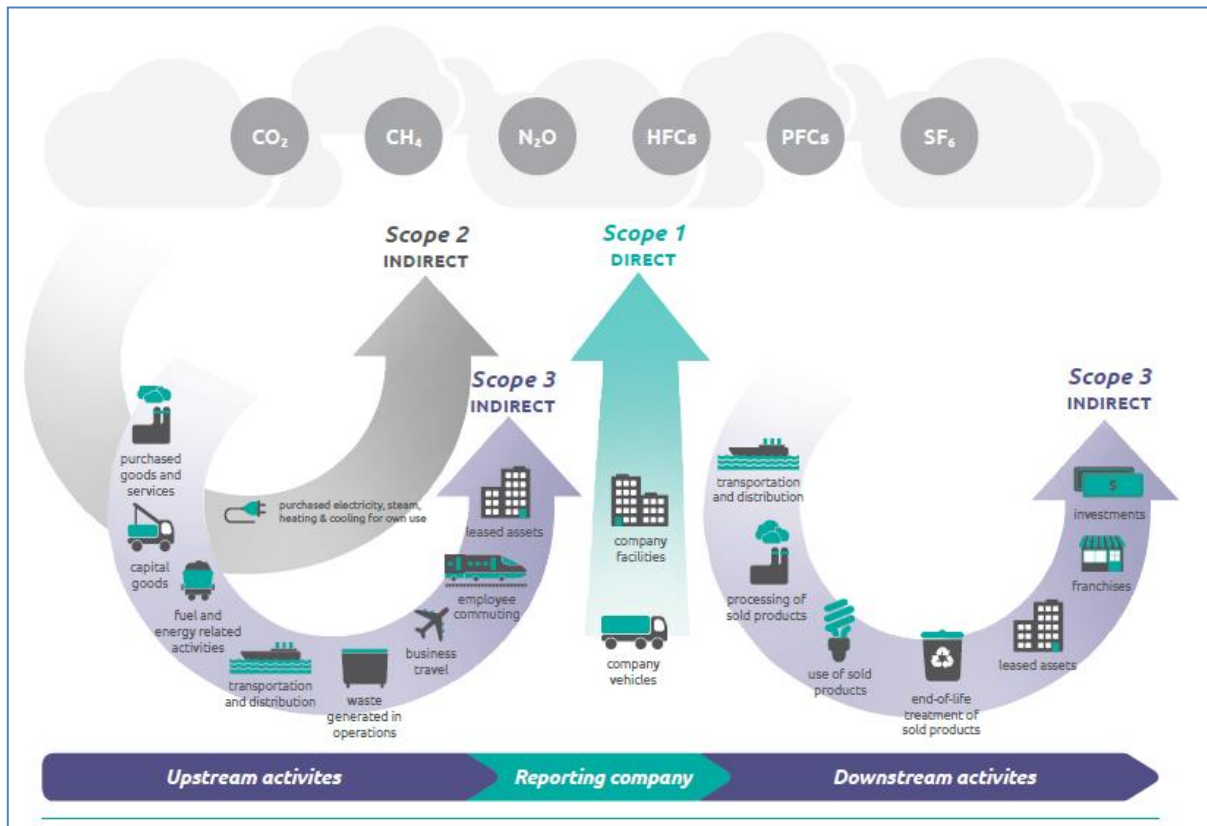 CO₂
CH₄
N₂O
HFCs
PFCs
SF₆
Scope 2
INDIRECT
Scope 1
DIRECT
Scope 3
INDIRECT
Scope 3
INDIRECT
purchased
goods and
services
capital
goods
fuel and
energy related
activities
transportation
and distribution
waste
generated in
operations
business
travel
employee
commuting
leased assets
purchased electricity, steam,
heating & cooling for own use
company
facilities
company
vehicles
transportation
and distribution
processing of
sold products
use of sold
products
end-of-life
treatment of
sold products
leased assets
franchises
$
investments
Upstream activites
Reporting company
Downstream activites